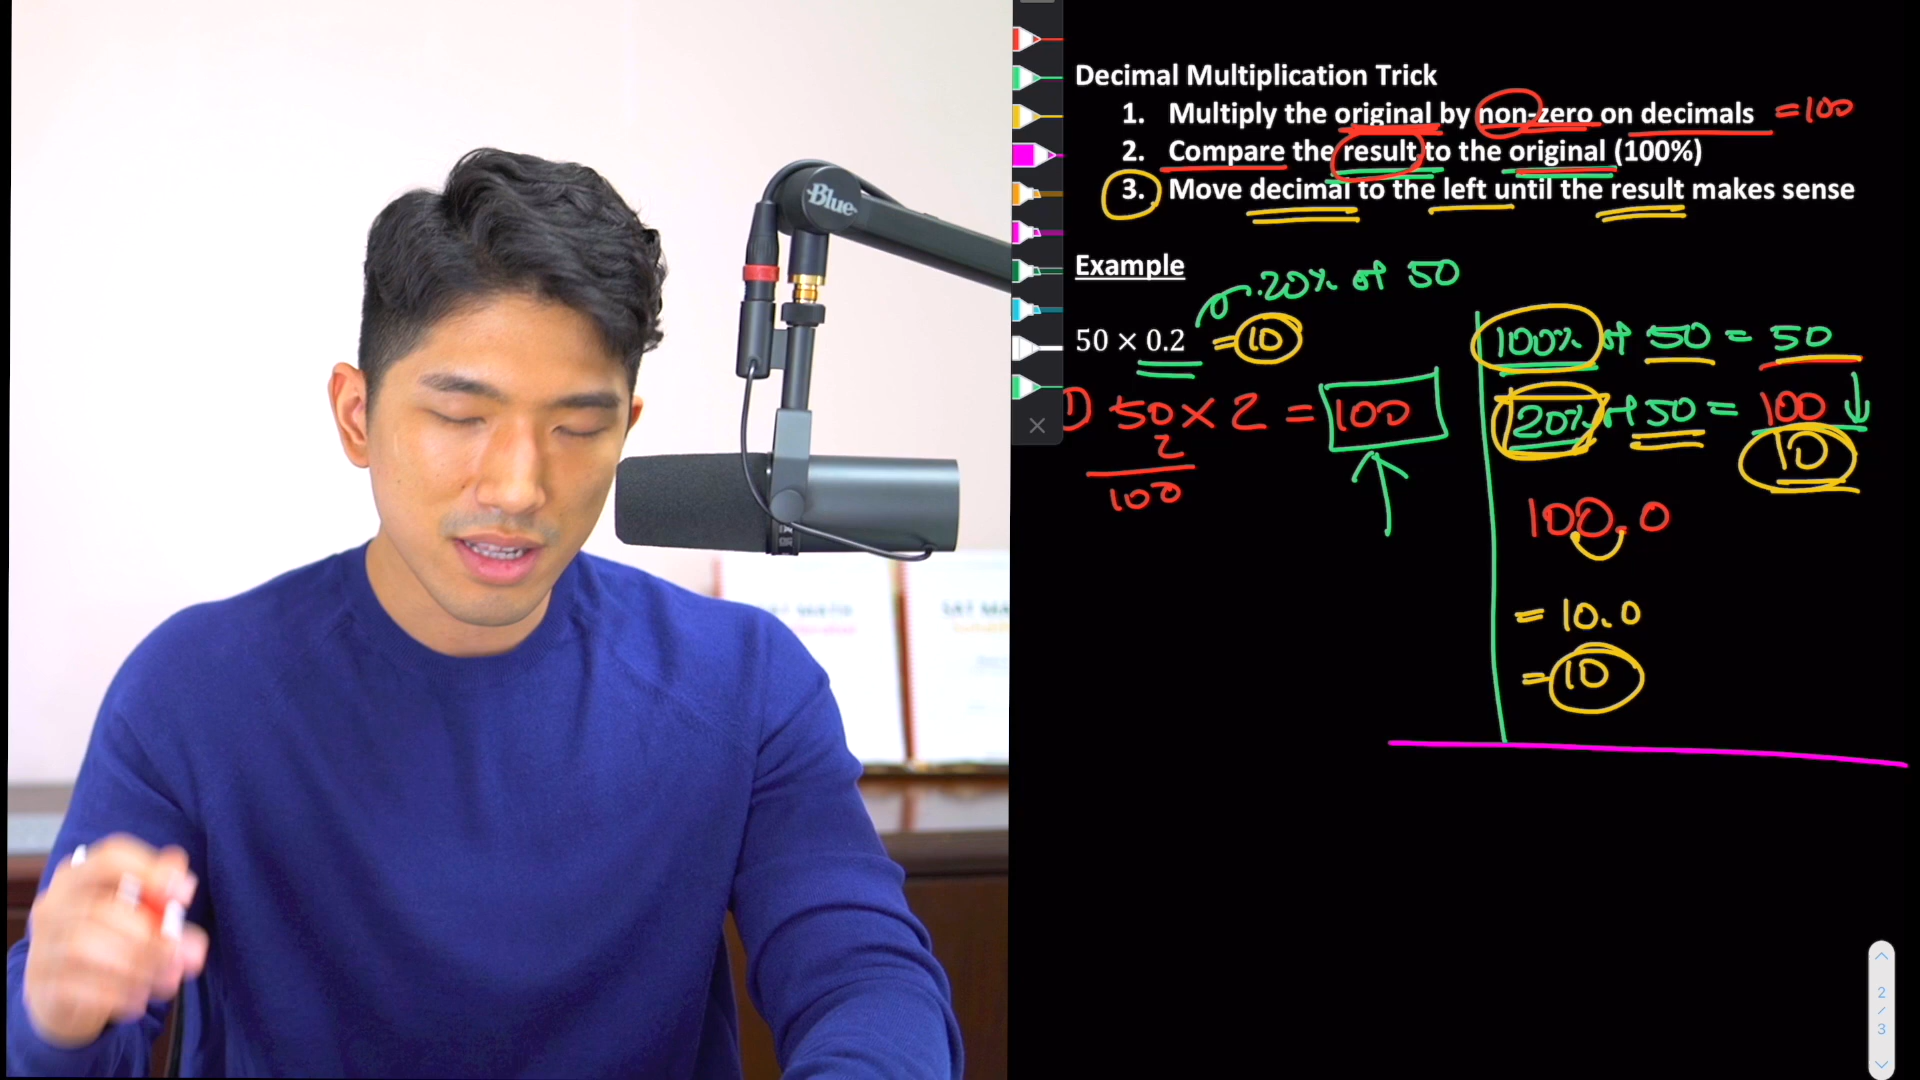 Blue
Decimal Multiplication Trick
1. Multiply the original by non-zero on decimals = 100
2. Compare the result to the original (100%)
3. Move decimal to the left until the result makes sense
Example
20% of 50
50 × 0.2 = 10
1) 50 × 2 = 100
2
100
100% of 50 = 50
20% of 50 = 100 ↓
10
100.0
= 10.0
= 10
2
/
3